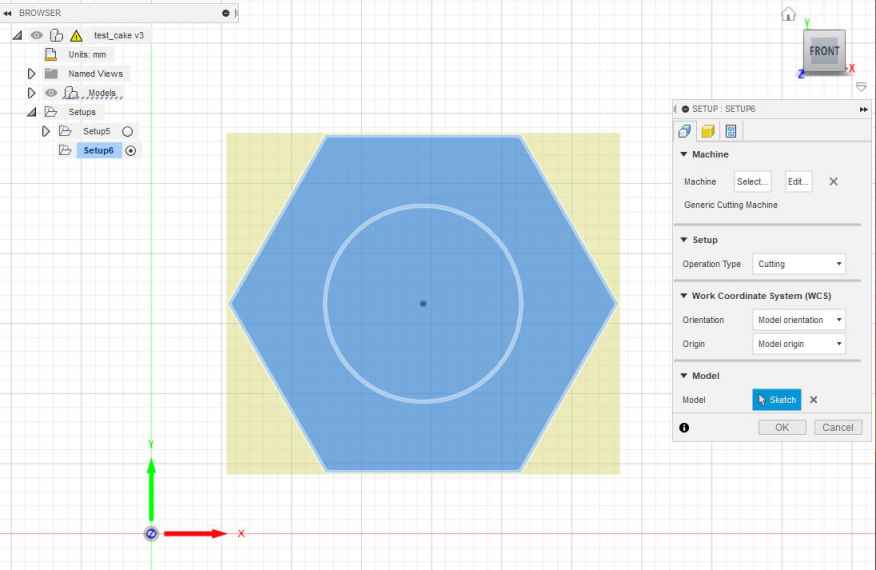 BROWSER
test_cake v3
Units: mm
Named Views
Models
Setups
Setup5
Setup6
Y
FRONT
Z
X
SETUP : SETUP6
Machine
Machine Select... Edit...
Generic Cutting Machine
Setup
Operation Type Cutting
Work Coordinate System (WCS)
Orientation Model orientation
Origin Model origin
Model
Model Sketch
OK Cancel
Y
Z
X